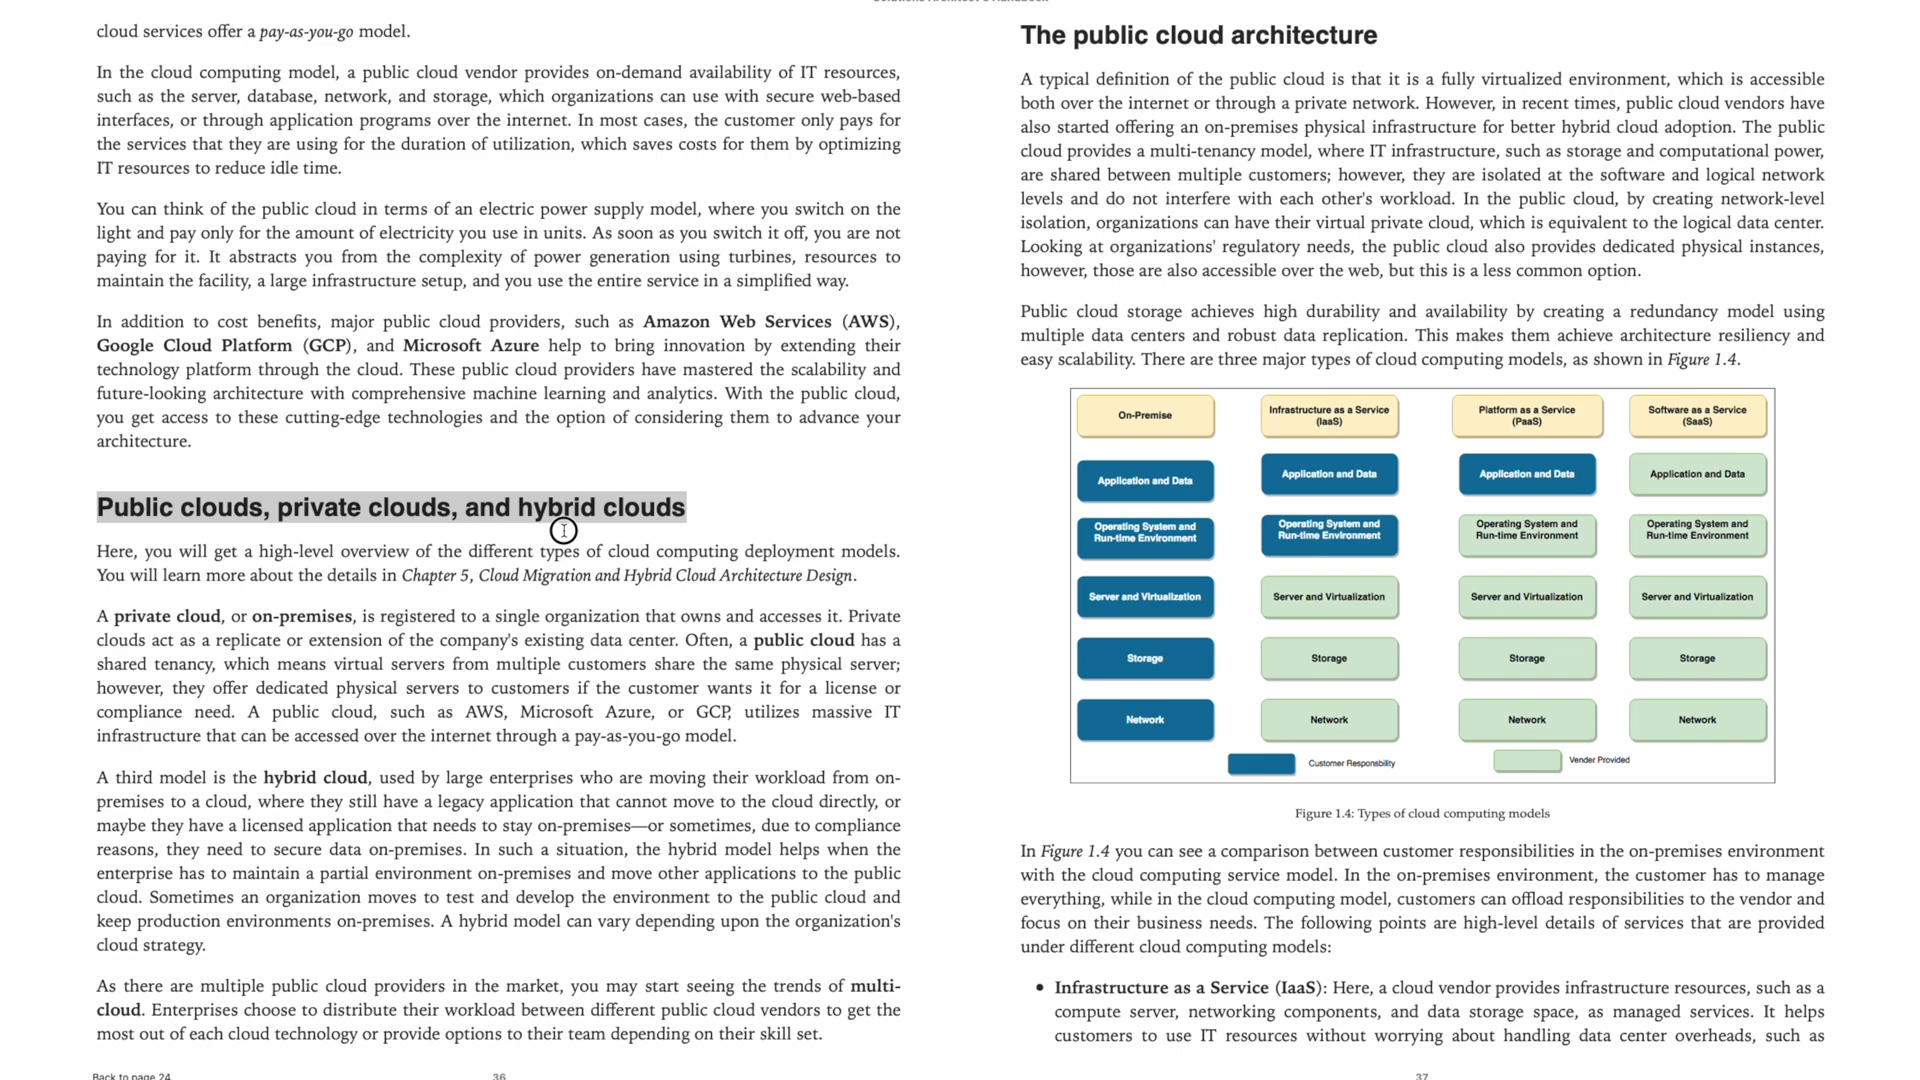 cloud services offer a pay-as-you-go model.
In the cloud computing model, a public cloud vendor provides on-demand availability of IT resources,
such as the server, database, network, and storage, which organizations can use with secure web-based
interfaces, or through application programs over the internet. In most cases, the customer only pays for
the services that they are using for the duration of utilization, which saves costs for them by optimizing
IT resources to reduce idle time.
You can think of the public cloud in terms of an electric power supply model, where you switch on the
light and pay only for the amount of electricity you use in units. As soon as you switch it off, you are not
paying for it. It abstracts you from the complexity of power generation using turbines, resources to
maintain the facility, a large infrastructure setup, and you use the entire service in a simplified way.
In addition to cost benefits, major public cloud providers, such as Amazon Web Services (AWS),
Google Cloud Platform (GCP), and Microsoft Azure help to bring innovation by extending their
technology platform through the cloud. These public cloud providers have mastered the scalability and
future-looking architecture with comprehensive machine learning and analytics. With the public cloud,
you get access to these cutting-edge technologies and the option of considering them to advance your
architecture.
Public clouds, private clouds, and hybrid clouds
Here, you will get a high-level overview of the different types of cloud computing deployment models.
You will learn more about the details in Chapter 5, Cloud Migration and Hybrid Cloud Architecture Design.
A private cloud, or on-premises, is registered to a single organization that owns and accesses it. Private
clouds act as a replicate or extension of the company's existing data center. Often, a public cloud has a
shared tenancy, which means virtual servers from multiple customers share the same physical server;
however, they offer dedicated physical servers to customers if the customer wants it for a license or
compliance need. A public cloud, such as AWS, Microsoft Azure, or GCP, utilizes massive IT
infrastructure that can be accessed over the internet through a pay-as-you-go model.
A third model is the hybrid cloud, used by large enterprises who are moving their workload from on-
premises to a cloud, where they still have a legacy application that cannot move to the cloud directly, or
maybe they have a licensed application that needs to stay on-premises—or sometimes, due to compliance
reasons, they need to secure data on-premises. In such a situation, the hybrid model helps when the
enterprise has to maintain a partial environment on-premises and move other applications to the public
cloud. Sometimes an organization moves to test and develop the environment to the public cloud and
keep production environments on-premises. A hybrid model can vary depending upon the organization's
cloud strategy.
As there are multiple public cloud providers in the market, you may start seeing the trends of multi-
cloud. Enterprises choose to distribute their workload between different public cloud vendors to get the
most out of each cloud technology or provide options to their team depending on their skill set.
Back to page 24
36
The public cloud architecture
A typical definition of the public cloud is that it is a fully virtualized environment, which is accessible
both over the internet or through a private network. However, in recent times, public cloud vendors have
also started offering an on-premises physical infrastructure for better hybrid cloud adoption. The public
cloud provides a multi-tenancy model, where IT infrastructure, such as storage and computational power,
are shared between multiple customers; however, they are isolated at the software and logical network
levels and do not interfere with each other's workload. In the public cloud, by creating network-level
isolation, organizations can have their virtual private cloud, which is equivalent to the logical data center.
Looking at organizations' regulatory needs, the public cloud also provides dedicated physical instances,
however, those are also accessible over the web, but this is a less common option.
Public cloud storage achieves high durability and availability by creating a redundancy model using
multiple data centers and robust data replication. This makes them achieve architecture resiliency and
easy scalability. There are three major types of cloud computing models, as shown in Figure 1.4.
On-Premise
Infrastructure as a Service
(IaaS)
Platform as a Service
(PaaS)
Software as a Service
(SaaS)
Application and Data
Application and Data
Application and Data
Application and Data
Operating System and
Run-time Environment
Operating System and
Run-time Environment
Operating System and
Run-time Environment
Operating System and
Run-time Environment
Server and Virtualization
Server and Virtualization
Server and Virtualization
Server and Virtualization
Storage
Storage
Storage
Storage
Network
Network
Network
Network
Customer Responsbility
Vender Provided
Figure 1.4: Types of cloud computing models
In Figure 1.4 you can see a comparison between customer responsibilities in the on-premises environment
with the cloud computing service model. In the on-premises environment, the customer has to manage
everything, while in the cloud computing model, customers can offload responsibilities to the vendor and
focus on their business needs. The following points are high-level details of services that are provided
under different cloud computing models:
• Infrastructure as a Service (IaaS): Here, a cloud vendor provides infrastructure resources, such as a
compute server, networking components, and data storage space, as managed services. It helps
customers to use IT resources without worrying about handling data center overheads, such as
37